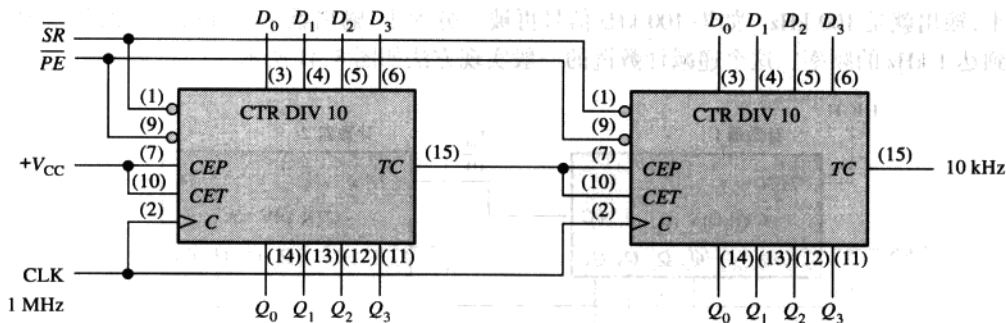 D0 D1 D2 D3 D0 D1 D2 D3
SR
PE
(3) (4) (5) (6) (3) (4) (5) (6)
(1) CTR DIV 10 (1) CTR DIV 10
(9) (9)
+VCC (7) CEP TC (15) (7) CEP TC (15) 10 kHz
(10) CET (10) CET
(2) C (2) C
(14) (13) (12) (11) (14) (13) (12) (11)
CLK
1 MHz Q0 Q1 Q2 Q3 Q0 Q1 Q2 Q3